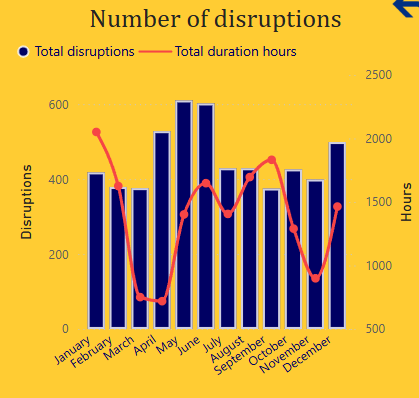 Number of disruptions
Total disruptions Total duration hours
2500
600
2000
400
1500
200
1000
0
500
Disruptions
Hours
January
February
March
April
May
June
July
August
September
October
November
December